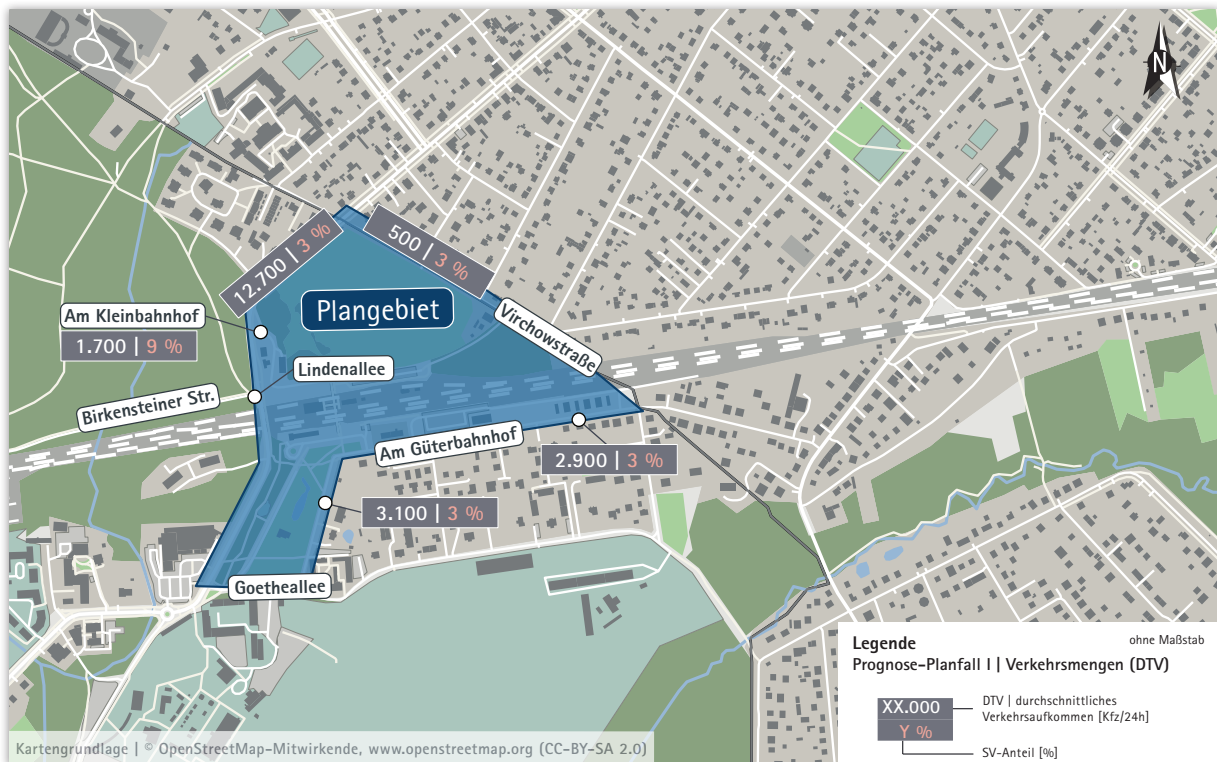 N
12.700 | 3 %
500 | 3 %
Plangebiet
Am Kleinbahnhof
1.700 | 9 %
Virchowstraße
Lindenallee
Birkensteiner Str.
Am Güterbahnhof
2.900 | 3 %
3.100 | 3 %
Goetheallee
Legende
ohne Maßstab
Prognose-Planfall I | Verkehrsmengen (DTV)
XX.000
DTV | durchschnittliches
Verkehrsaufkommen [Kfz/24h]
Y %
SV-Anteil [%]
Kartengrundlage | © OpenStreetMap-Mitwirkende, www.openstreetmap.org (CC-BY-SA 2.0)